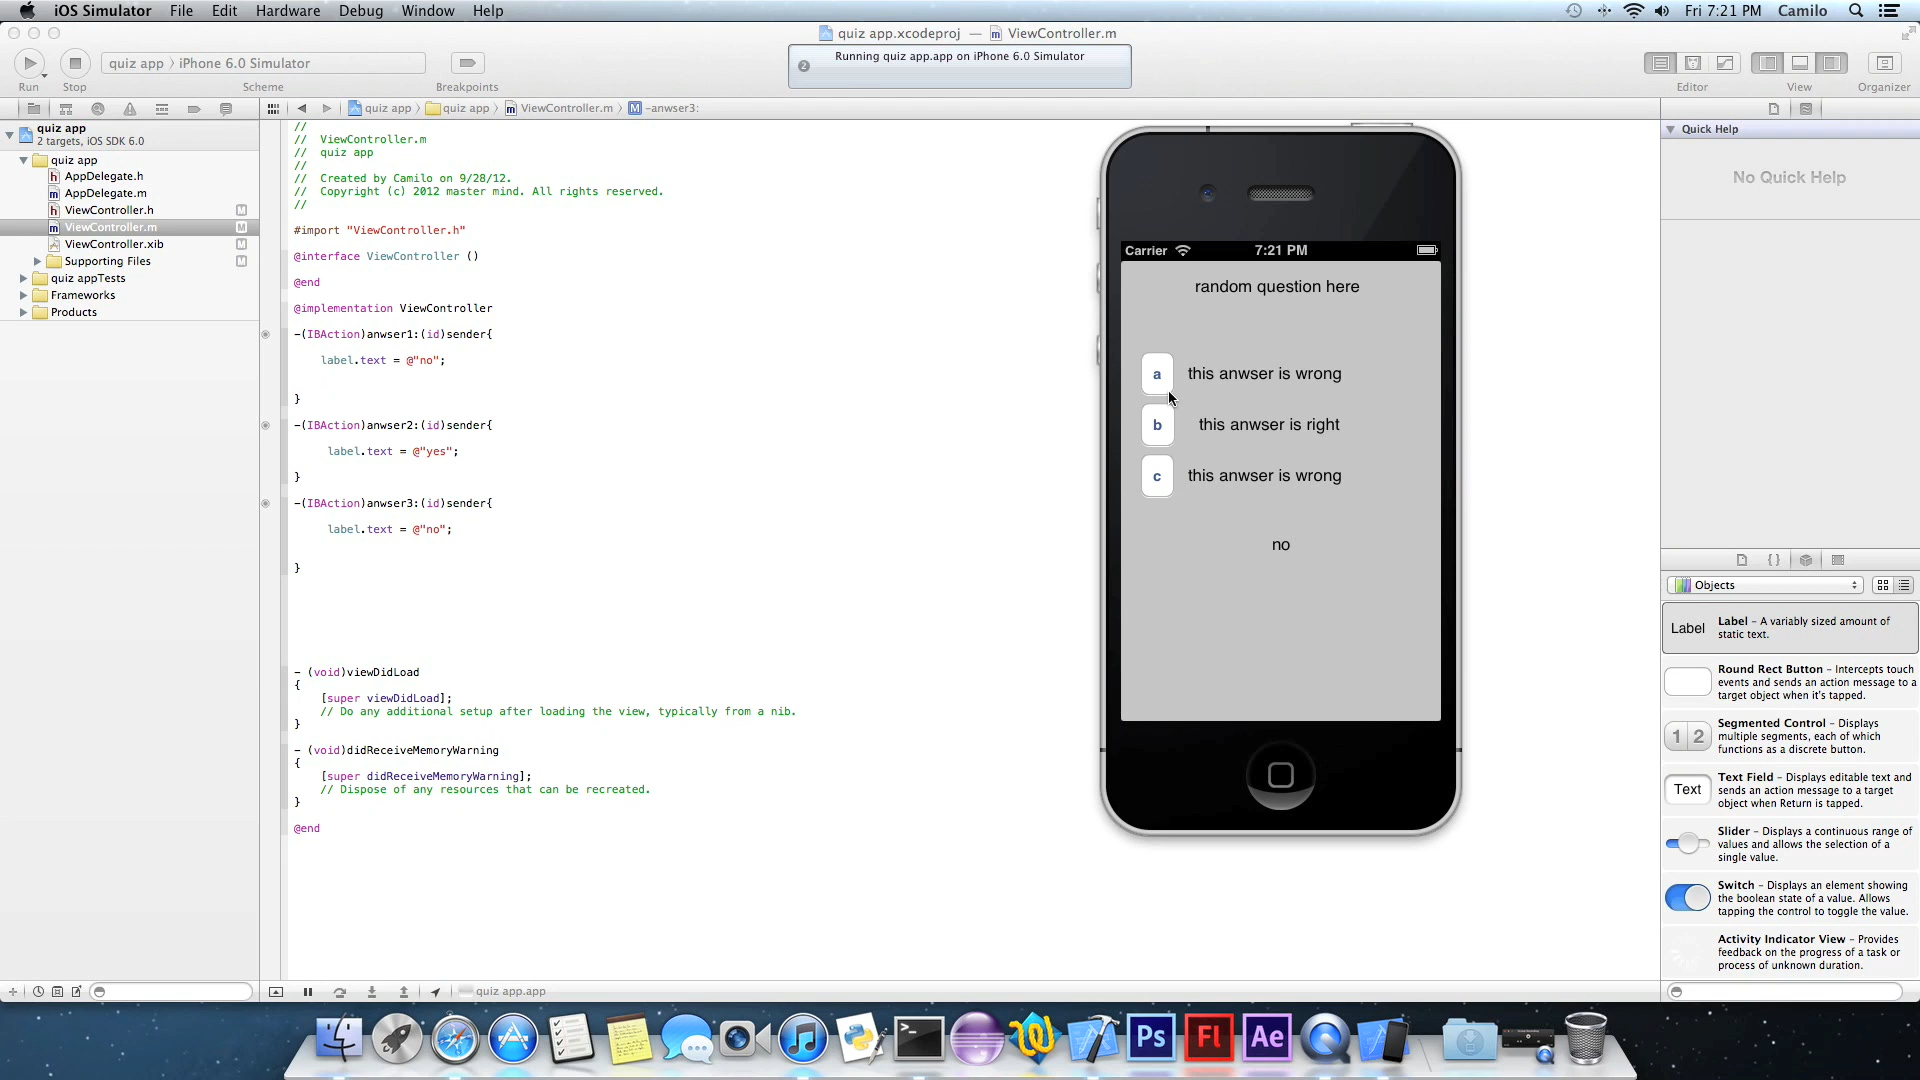 iOS Simulator File Edit Hardware Debug Window Help Fri 7:21 PM Camilo
quiz app.xcodeproj — ViewController.m
quiz app iPhone 6.0 Simulator
Running quiz app.app on iPhone 6.0 Simulator
2
Run Stop Scheme Breakpoints Editor View Organizer
quiz app quiz app ViewController.m M -anwser3:
quiz app
2 targets, iOS SDK 6.0
quiz app
h AppDelegate.h
m AppDelegate.m
h ViewController.h M
m ViewController.m M
ViewController.xib M
Supporting Files M
quiz appTests
Frameworks
Products
//
// ViewController.m
// quiz app
//
// Created by Camilo on 9/28/12.
// Copyright (c) 2012 master mind. All rights reserved.
//
#import "ViewController.h"
@interface ViewController ()
@end
@implementation ViewController
-(IBAction)anwser1:(id)sender{
label.text = @"no";
}
-(IBAction)anwser2:(id)sender{
label.text = @"yes";
}
-(IBAction)anwser3:(id)sender{
label.text = @"no";
}
- (void)viewDidLoad
{
[super viewDidLoad];
// Do any additional setup after loading the view, typically from a nib.
}
- (void)didReceiveMemoryWarning
{
[super didReceiveMemoryWarning];
// Dispose of any resources that can be recreated.
}
@end
Carrier 7:21 PM
random question here
a this anwser is wrong
b this anwser is right
c this anwser is wrong
no
Quick Help
No Quick Help
{ }
Objects
Label Label – A variably sized amount of
static text.
Round Rect Button – Intercepts touch
events and sends an action message to a
target object when it's tapped.
1 2 Segmented Control – Displays
multiple segments, each of which
functions as a discrete button.
Text Text Field – Displays editable text and
sends an action message to a target
object when Return is tapped.
Slider – Displays a continuous range of
values and allows the selection of a
single value.
Switch – Displays an element showing
the boolean state of a value. Allows
tapping the control to toggle the value.
Activity Indicator View – Provides
feedback on the progress of a task or
process of unknown duration.
quiz app.app
Ps Fl Ae